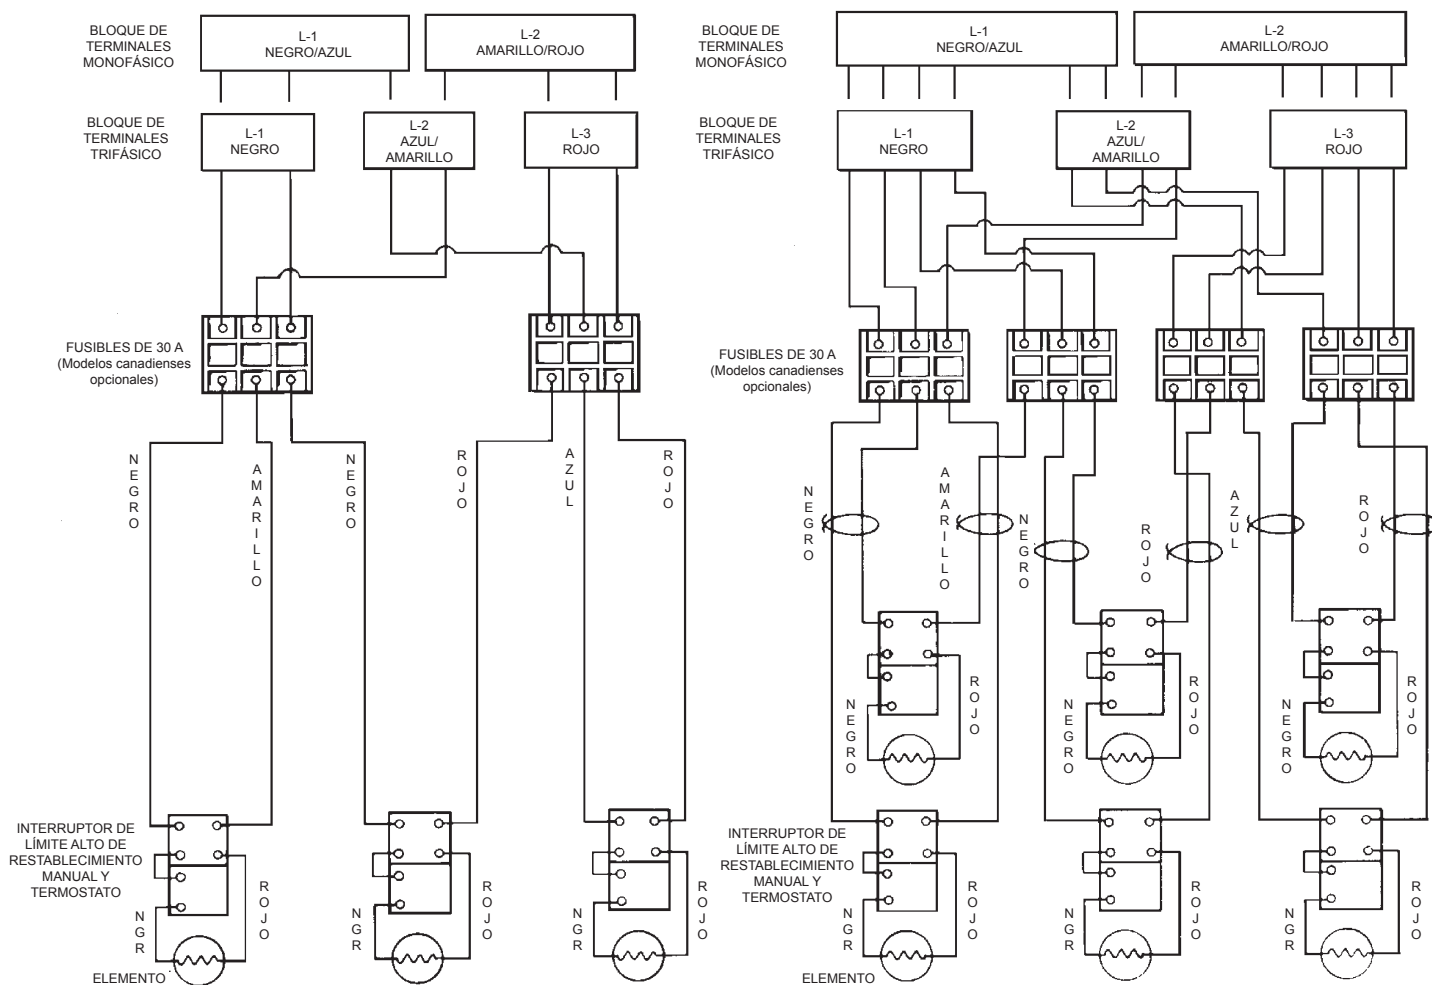 BLOQUE DE
TERMINALES
MONOFÁSICO
L-1
NEGRO/AZUL
L-2
AMARILLO/ROJO
BLOQUE DE
TERMINALES
TRIFÁSICO
L-1
NEGRO
L-2
AZUL/
AMARILLO
L-3
ROJO
FUSIBLES DE 30 A
(Modelos canadienses
opcionales)
NEGRO
AMARILLO
NEGRO
ROJO
AZUL
ROJO
INTERRUPTOR DE
LÍMITE ALTO DE
RESTABLECIMIENTO
MANUAL Y
TERMOSTATO
NGR
ROJO
NGR
ROJO
NGR
ROJO
ELEMENTO
BLOQUE DE
TERMINALES
MONOFÁSICO
L-1
NEGRO/AZUL
L-2
AMARILLO/ROJO
BLOQUE DE
TERMINALES
TRIFÁSICO
L-1
NEGRO
L-2
AZUL/
AMARILLO
L-3
ROJO
FUSIBLES DE 30 A
(Modelos canadienses
opcionales)
NEGRO
AMARILLO
NEGRO
ROJO
AZUL
ROJO
NEGRO
ROJO
NEGRO
ROJO
NEGRO
ROJO
INTERRUPTOR DE
LÍMITE ALTO DE
RESTABLECIMIENTO
MANUAL Y
TERMOSTATO
NGR
ROJO
NGR
ROJO
NGR
ROJO
ELEMENTO